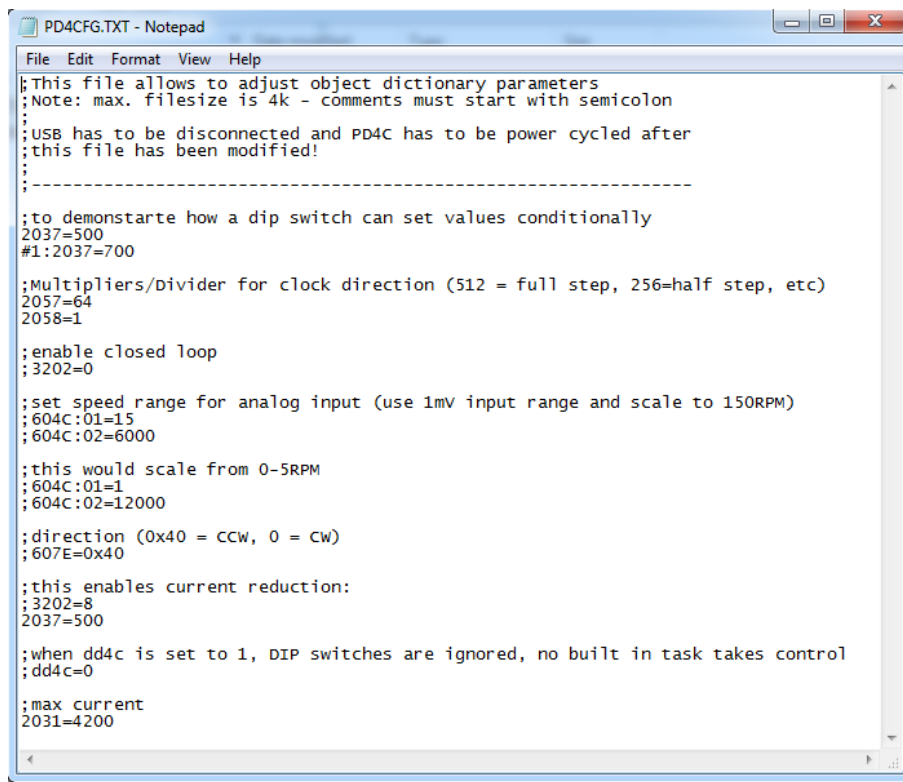 PD4CFG.TXT - Notepad
File Edit Format View Help
;This file allows to adjust object dictionary parameters
;Note: max. filesize is 4k - comments must start with semicolon
;
;USB has to be disconnected and PD4C has to be power cycled after
;this file has been modified!
;
;----------------------------------------------------------------
;to demonstarte how a dip switch can set values conditionally
2037=500
#1:2037=700
;Multipliers/Divider for clock direction (512 = full step, 256=half step, etc)
2057=64
2058=1
;enable closed loop
;3202=0
;set speed range for analog input (use 1mV input range and scale to 150RPM)
;604C:01=15
;604C:02=6000
;this would scale from 0-5RPM
;604C:01=1
;604C:02=12000
;direction (0x40 = CCW, 0 = CW)
;607E=0x40
;this enables current reduction:
;3202=8
2037=500
;when dd4c is set to 1, DIP switches are ignored, no built in task takes control
;dd4c=0
;max current
2031=4200